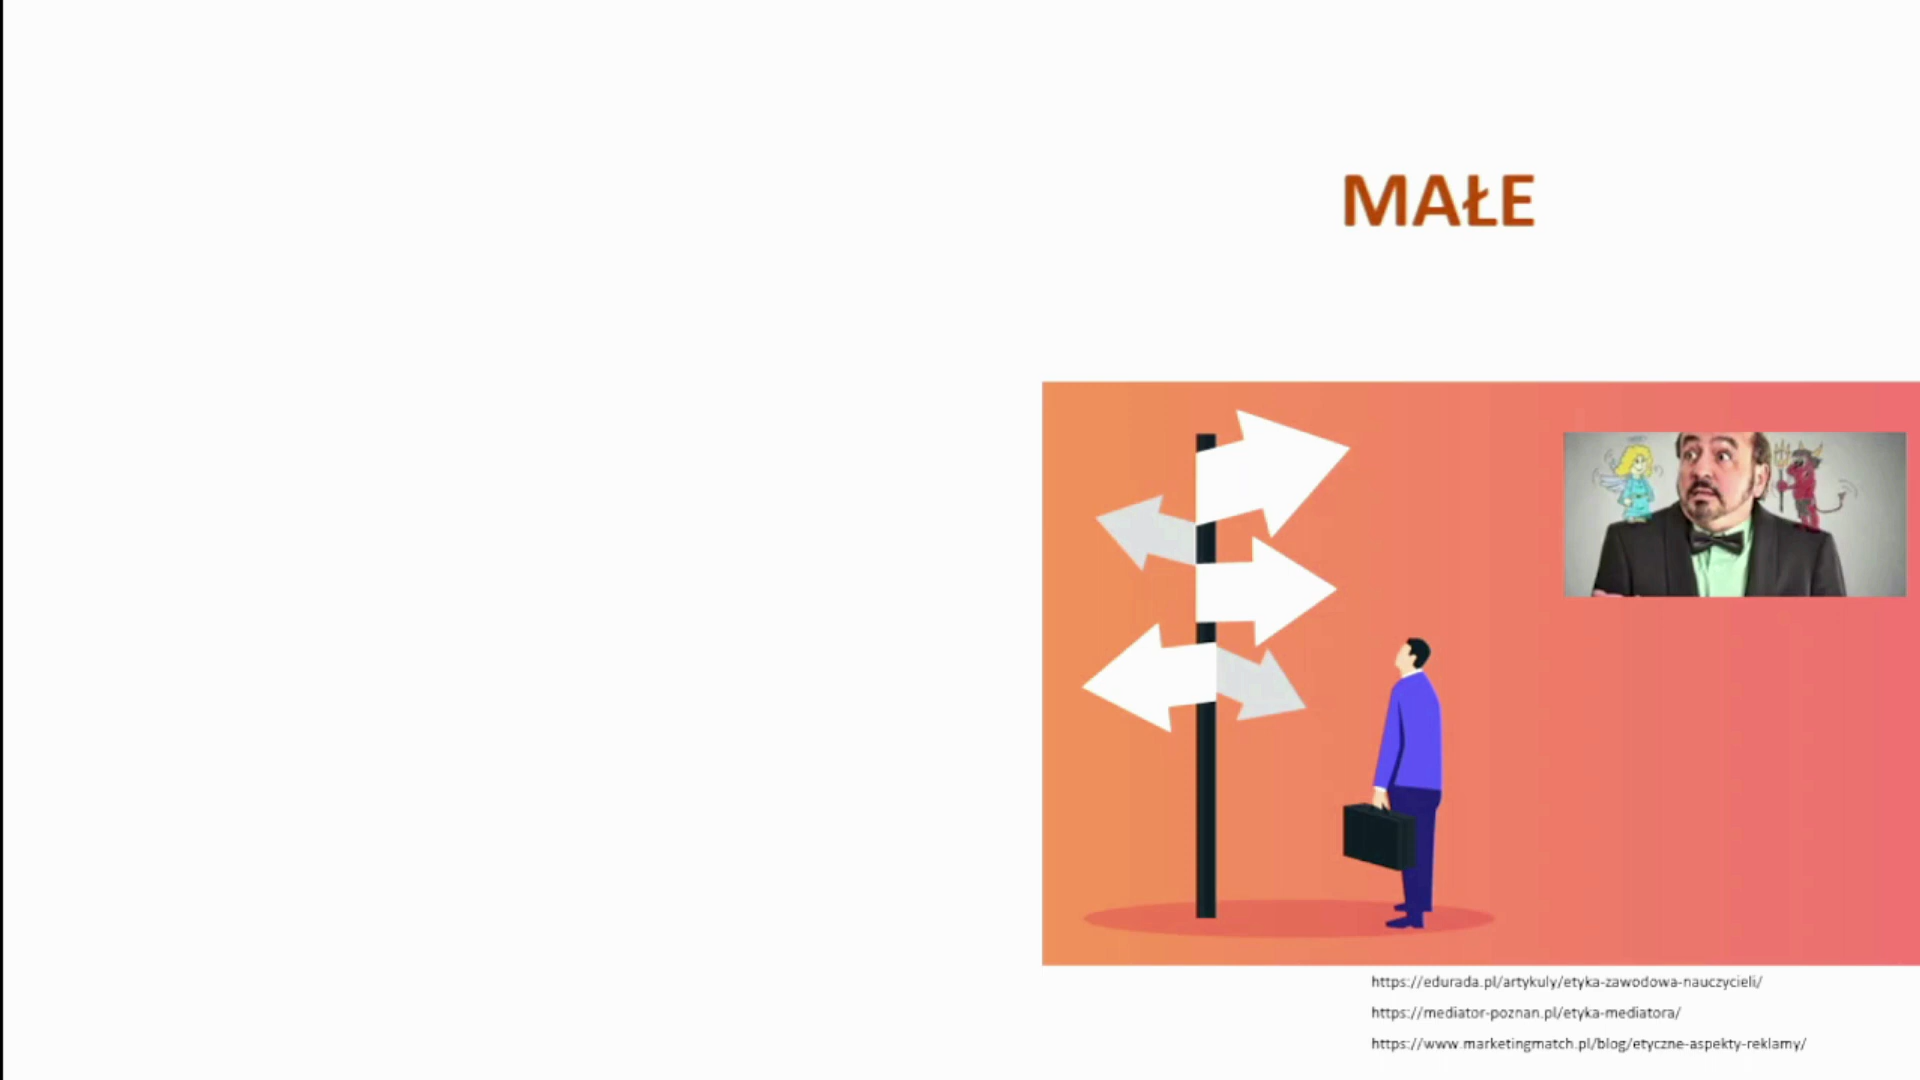 MAŁE
https://edurada.pl/artykuly/etyka-zawodowa-nauczycieli/
https://mediator-poznan.pl/etyka-mediatora/
https://www.marketingmatch.pl/blog/etyczne-aspekty-reklamy/